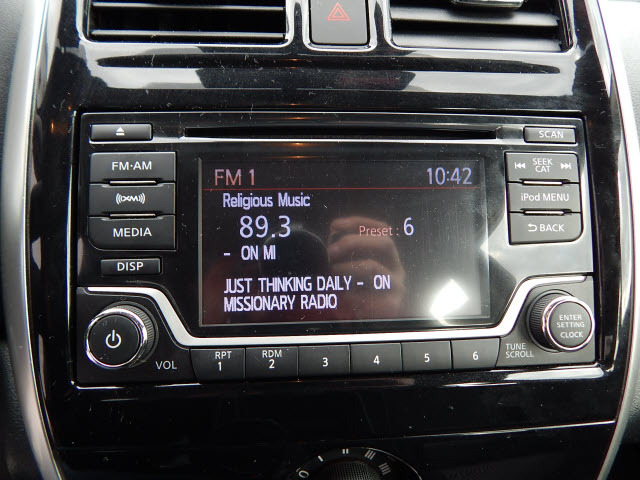 SCAN
FM·AM
((XM))
MEDIA
DISP
VOL
FM 1
10:42
Religious Music
89.3
Preset: 6
- ON MI
JUST THINKING DAILY - ON
MISSIONARY RADIO
SEEK
CAT
iPod MENU
BACK
ENTER
SETTING
CLOCK
TUNE
SCROLL
RPT
1
RDM
2
3
4
5
6